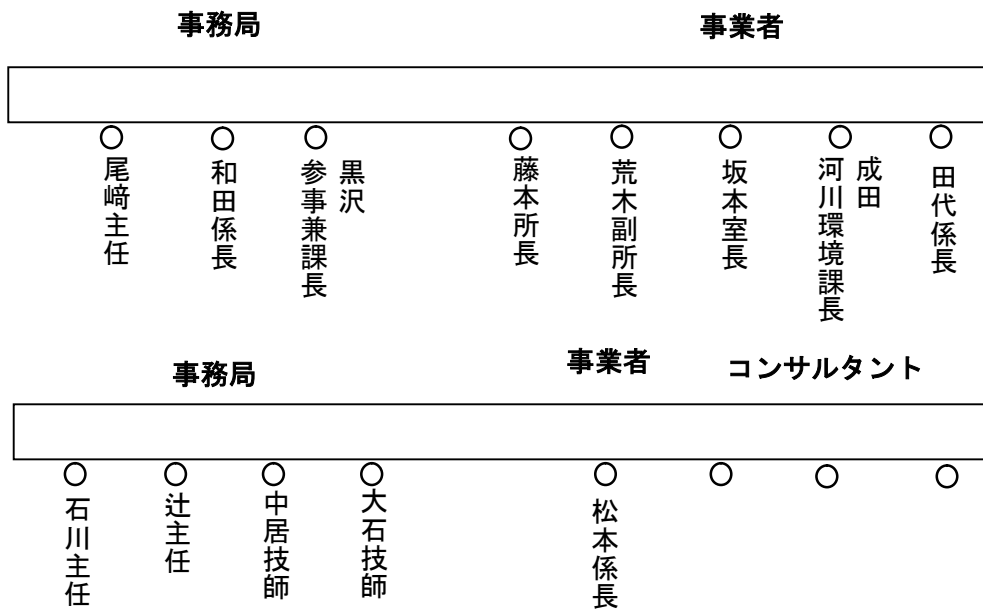 事務局
事業者
尾﨑主任
和田係長
黒沢
参事兼課長
藤本所長
荒木副所長
坂本室長
成田
河川環境課長
田代係長
事務局
事業者
コンサルタント
石川主任
辻主任
中居技師
大石技師
松本係長